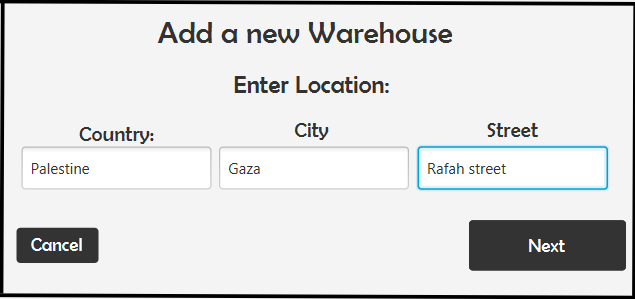 Add a new Warehouse
Enter Location:
Country: City Street
Palestine Gaza Rafah street
Cancel Next